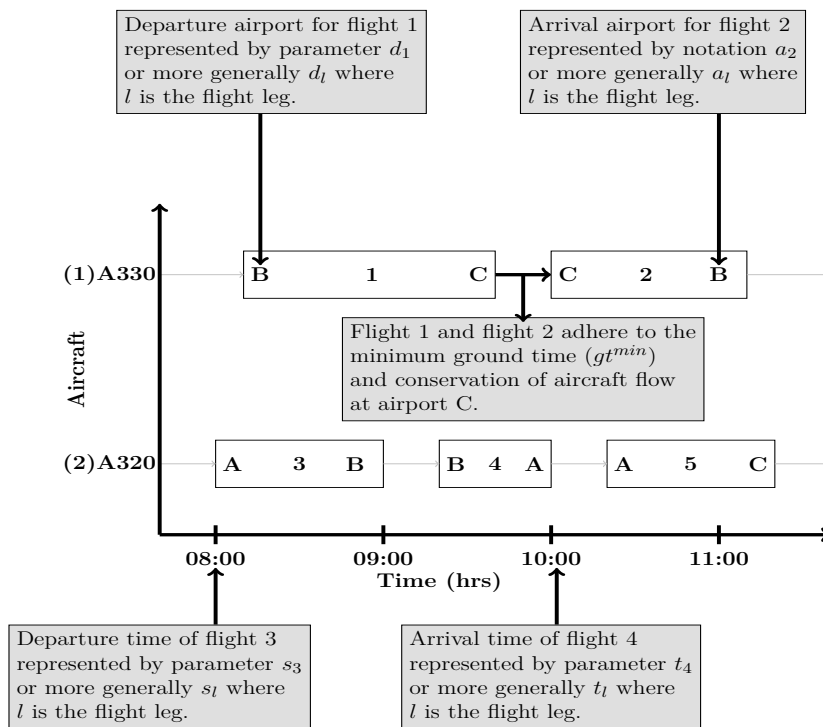 Departure airport for flight 1
represented by parameter d₁
or more generally dₗ where
l is the flight leg.
Arrival airport for flight 2
represented by notation a₂
or more generally aₗ where
l is the flight leg.
(1)A330
B 1 C
C 2 B
Flight 1 and flight 2 adhere to the
minimum ground time (gtᵐⁱⁿ)
and conservation of aircraft flow
at airport C.
Aircraft
(2)A320
A 3 B
B 4 A
A 5 C
08:00 09:00 10:00 11:00
Time (hrs)
Departure time of flight 3
represented by parameter s₃
or more generally sₗ where
l is the flight leg.
Arrival time of flight 4
represented by parameter t₄
or more generally tₗ where
l is the flight leg.